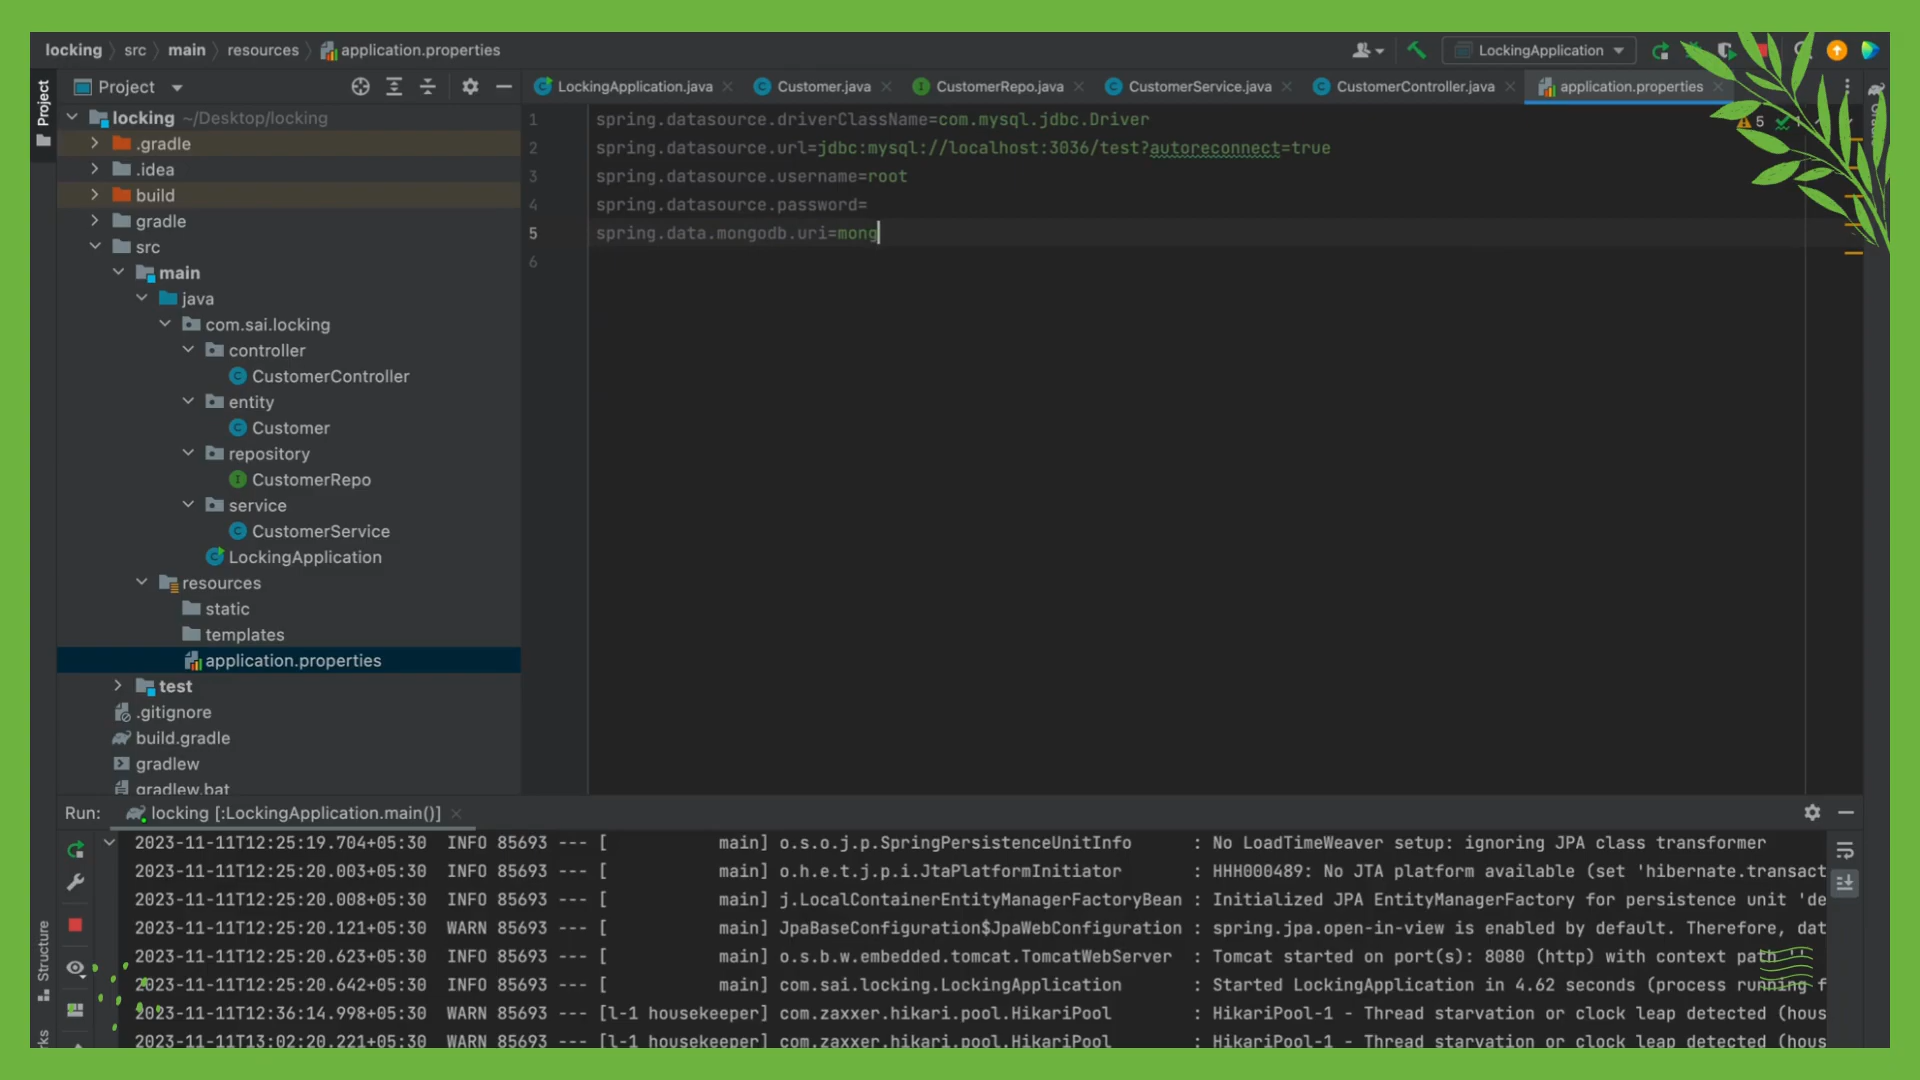 locking src main resources application.properties LockingApplication
Project Project LockingApplication.java Customer.java CustomerRepo.java CustomerService.java CustomerController.java application.properties
locking ~/Desktop/locking
.gradle
.idea
build
gradle
src
main
java
com.sai.locking
controller
CustomerController
entity
Customer
repository
CustomerRepo
service
CustomerService
LockingApplication
resources
static
templates
application.properties
test
.gitignore
build.gradle
gradlew
gradlew.bat
1 spring.datasource.driverClassName=com.mysql.jdbc.Driver
5
2 spring.datasource.url=jdbc:mysql://localhost:3036/test?autoreconnect=true
3 spring.datasource.username=root
4 spring.datasource.password=
5 spring.data.mongodb.uri=mong
6
Run: locking [:LockingApplication.main()]
2023-11-11T12:25:19.704+05:30 INFO 85693 --- [ main] o.s.o.j.p.SpringPersistenceUnitInfo : No LoadTimeWeaver setup: ignoring JPA class transformer
2023-11-11T12:25:20.003+05:30 INFO 85693 --- [ main] o.h.e.t.j.p.i.JtaPlatformInitiator : HHH000489: No JTA platform available (set 'hibernate.transact
2023-11-11T12:25:20.008+05:30 INFO 85693 --- [ main] j.LocalContainerEntityManagerFactoryBean : Initialized JPA EntityManagerFactory for persistence unit 'de
2023-11-11T12:25:20.121+05:30 WARN 85693 --- [ main] JpaBaseConfiguration$JpaWebConfiguration : spring.jpa.open-in-view is enabled by default. Therefore, dat
2023-11-11T12:25:20.623+05:30 INFO 85693 --- [ main] o.s.b.w.embedded.tomcat.TomcatWebServer : Tomcat started on port(s): 8080 (http) with context path ''
2023-11-11T12:25:20.642+05:30 INFO 85693 --- [ main] com.sai.locking.LockingApplication : Started LockingApplication in 4.62 seconds (process running f
2023-11-11T12:36:14.998+05:30 WARN 85693 --- [l-1 housekeeper] com.zaxxer.hikari.pool.HikariPool : HikariPool-1 - Thread starvation or clock leap detected (hous
2023-11-11T13:02:20.221+05:30 WARN 85693 --- [l-1 housekeeper] com.zaxxer.hikari.pool.HikariPool : HikariPool-1 - Thread starvation or clock leap detected (hous
Structure